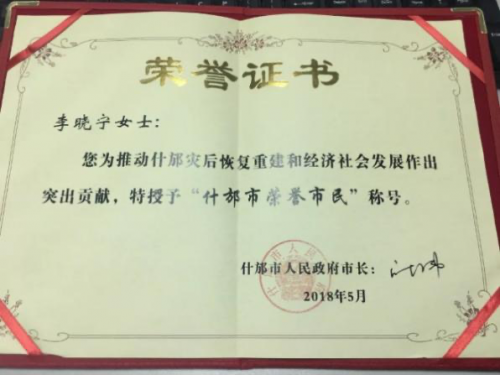 荣誉证书
李晓宁女士：
您为推动什邡灾后恢复重建和经济社会发展作出
突出贡献，特授予“什邡市荣誉市民”称号。
什邡市人民政府市长：
2018年5月